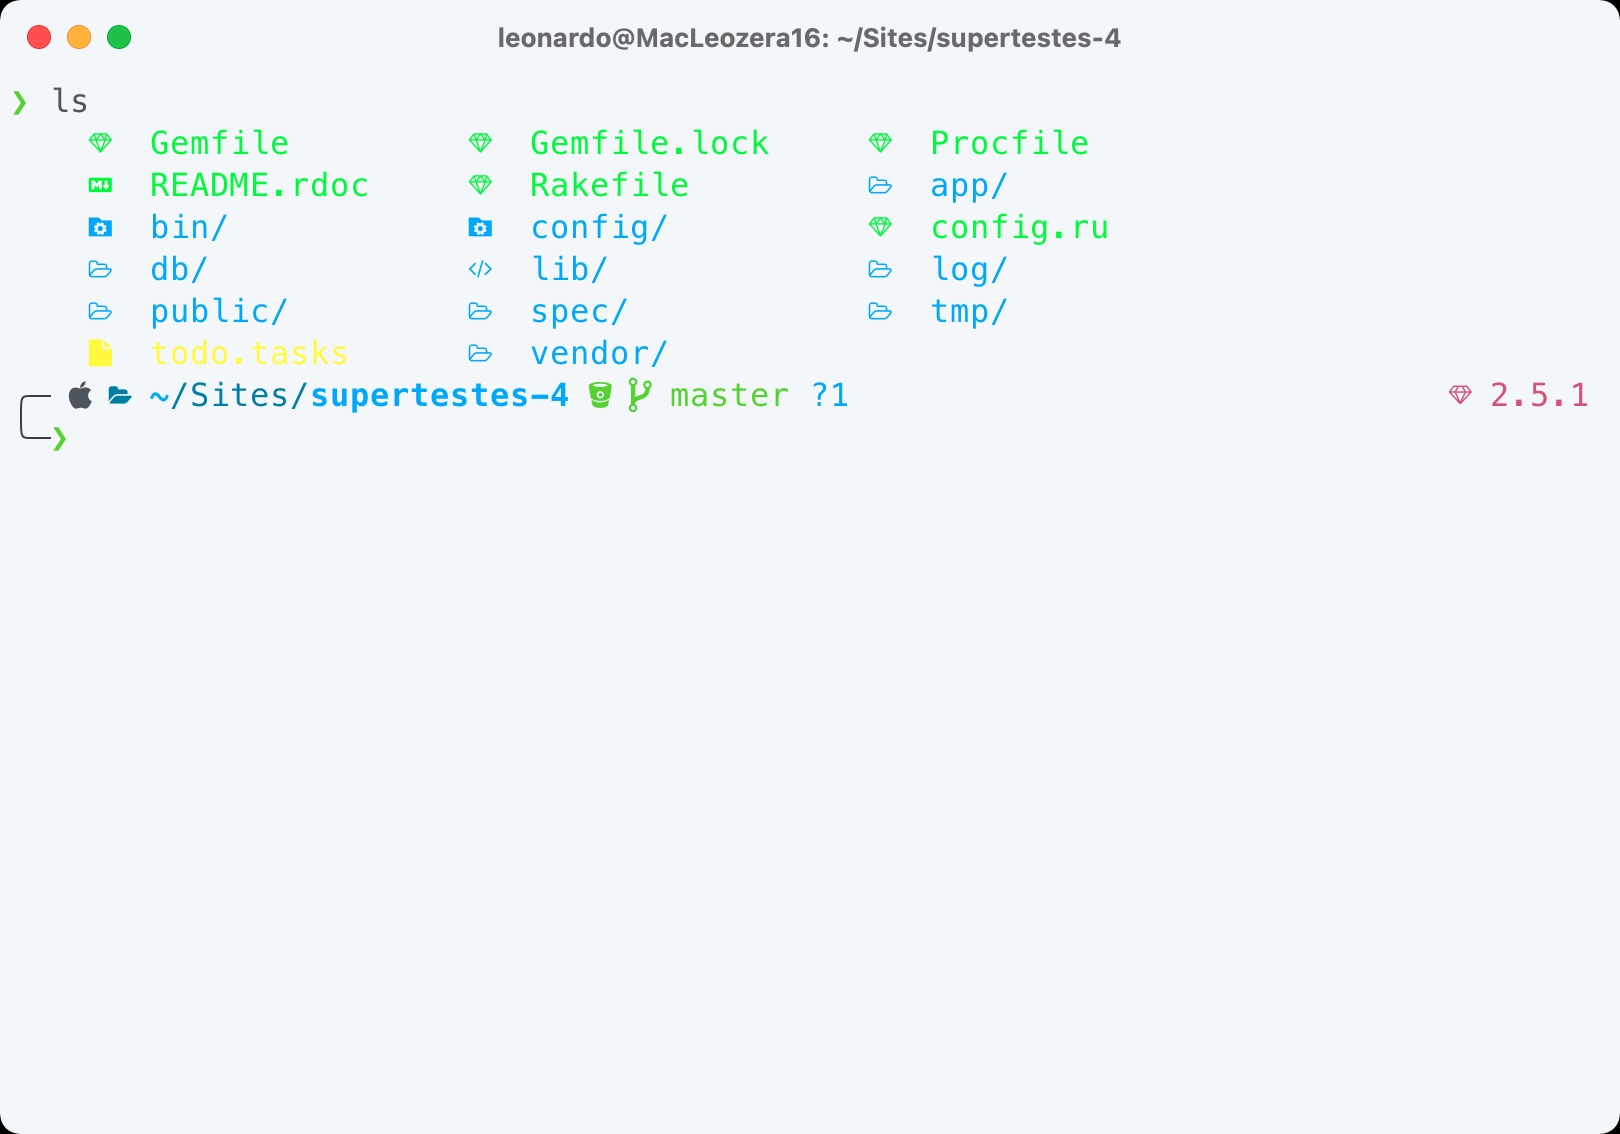 leonardo@MacLeozera16: ~/Sites/supertestes-4
❯ ls
Gemfile Gemfile.lock Procfile
README.rdoc Rakefile app/
bin/ config/ config.ru
db/ lib/ log/
public/ spec/ tmp/
todo.tasks vendor/
~/Sites/supertestes-4 master ?1 2.5.1
❯